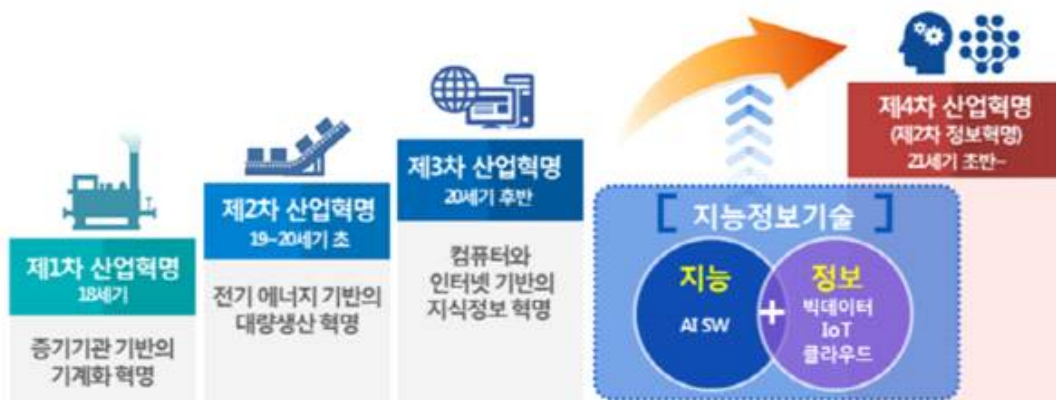 제1차 산업혁명
18세기
증기기관 기반의
기계화 혁명
제2차 산업혁명
19~20세기 초
전기 에너지 기반의
대량생산 혁명
제3차 산업혁명
20세기 후반
컴퓨터와
인터넷 기반의
지식정보 혁명
제4차 산업혁명
(제2차 정보혁명)
21세기 초반~
[ 지능정보기술 ]
지능
AI SW
+
정보
빅데이터
IoT
클라우드